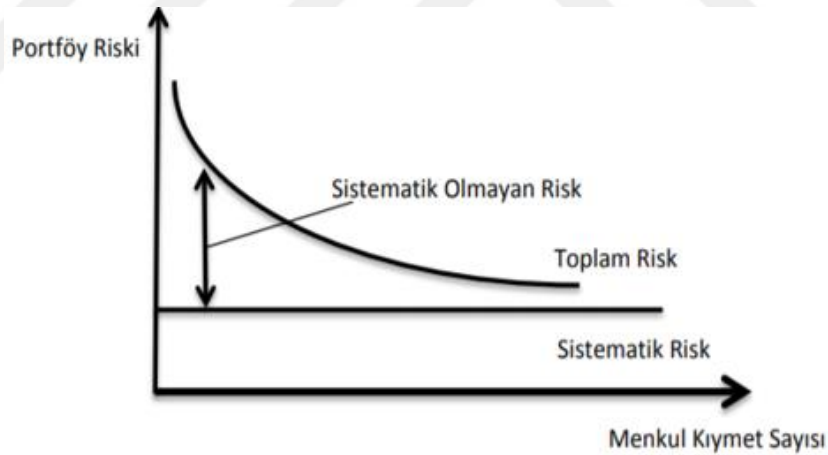 Portföy Riski
Sistematik Olmayan Risk
Toplam Risk
Sistematik Risk
Menkul Kıymet Sayısı